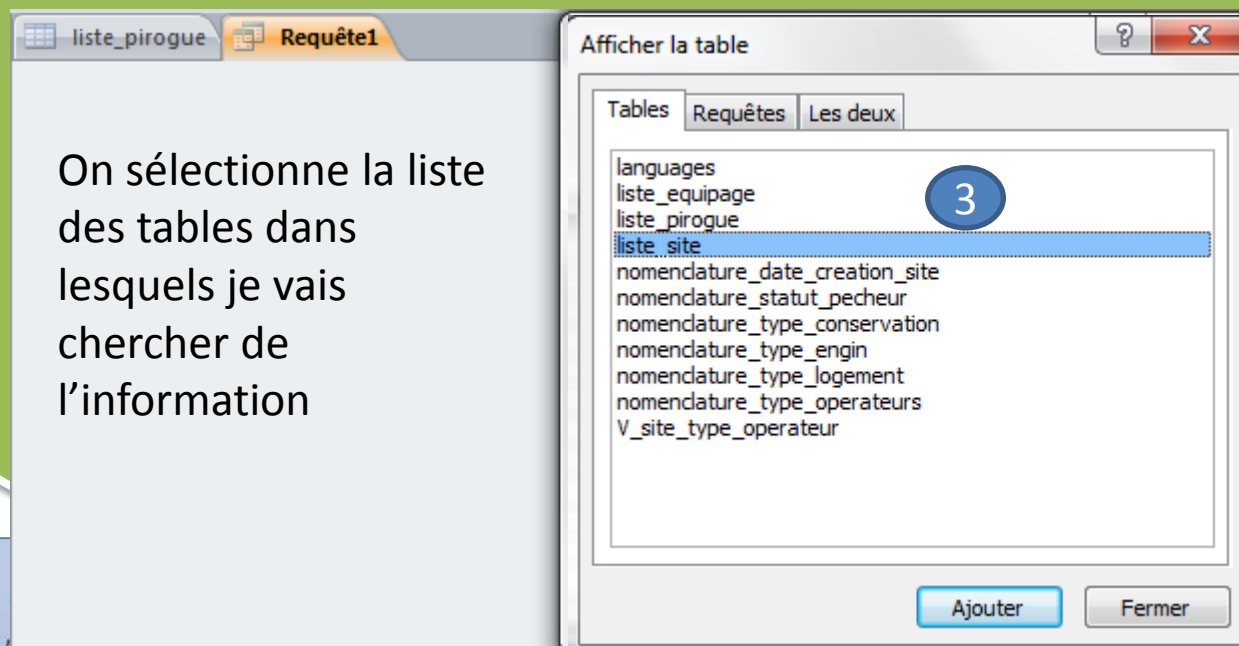 liste_pirogue Requête1
On sélectionne la liste
des tables dans
lesquels je vais
chercher de
l’information
Afficher la table
Tables Requêtes Les deux
languages
liste_equipage
liste_pirogue
liste_site
nomenclature_date_creation_site
nomenclature_statut_pecheur
nomenclature_type_conservation
nomenclature_type_engin
nomenclature_type_logement
nomenclature_type_operateurs
V_site_type_operateur
3
Ajouter Fermer